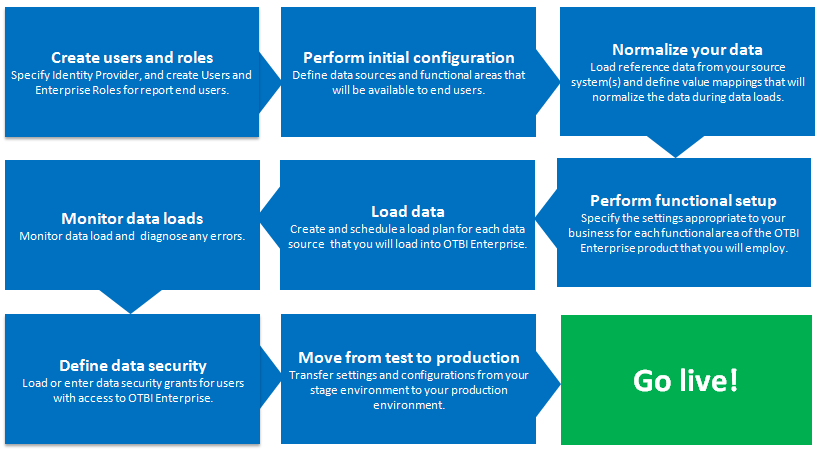 Create users and roles
Specify Identity Provider, and create Users and
Enterprise Roles for report end users.
Perform initial configuration
Define data sources and functional areas that
will be available to end users.
Normalize your data
Load reference data from your source
system(s) and define value mappings that will
normalize the data during data loads.
Perform functional setup
Specify the settings appropriate to your
business for each functional area of the OTBI
Enterprise product that you will employ.
Load data
Create and schedule a load plan for each data
source that you will load into OTBI Enterprise.
Monitor data loads
Monitor data load and diagnose any errors.
Define data security
Load or enter data security grants for users
with access to OTBI Enterprise.
Move from test to production
Transfer settings and configurations from your
stage environment to your production
environment.
Go live!